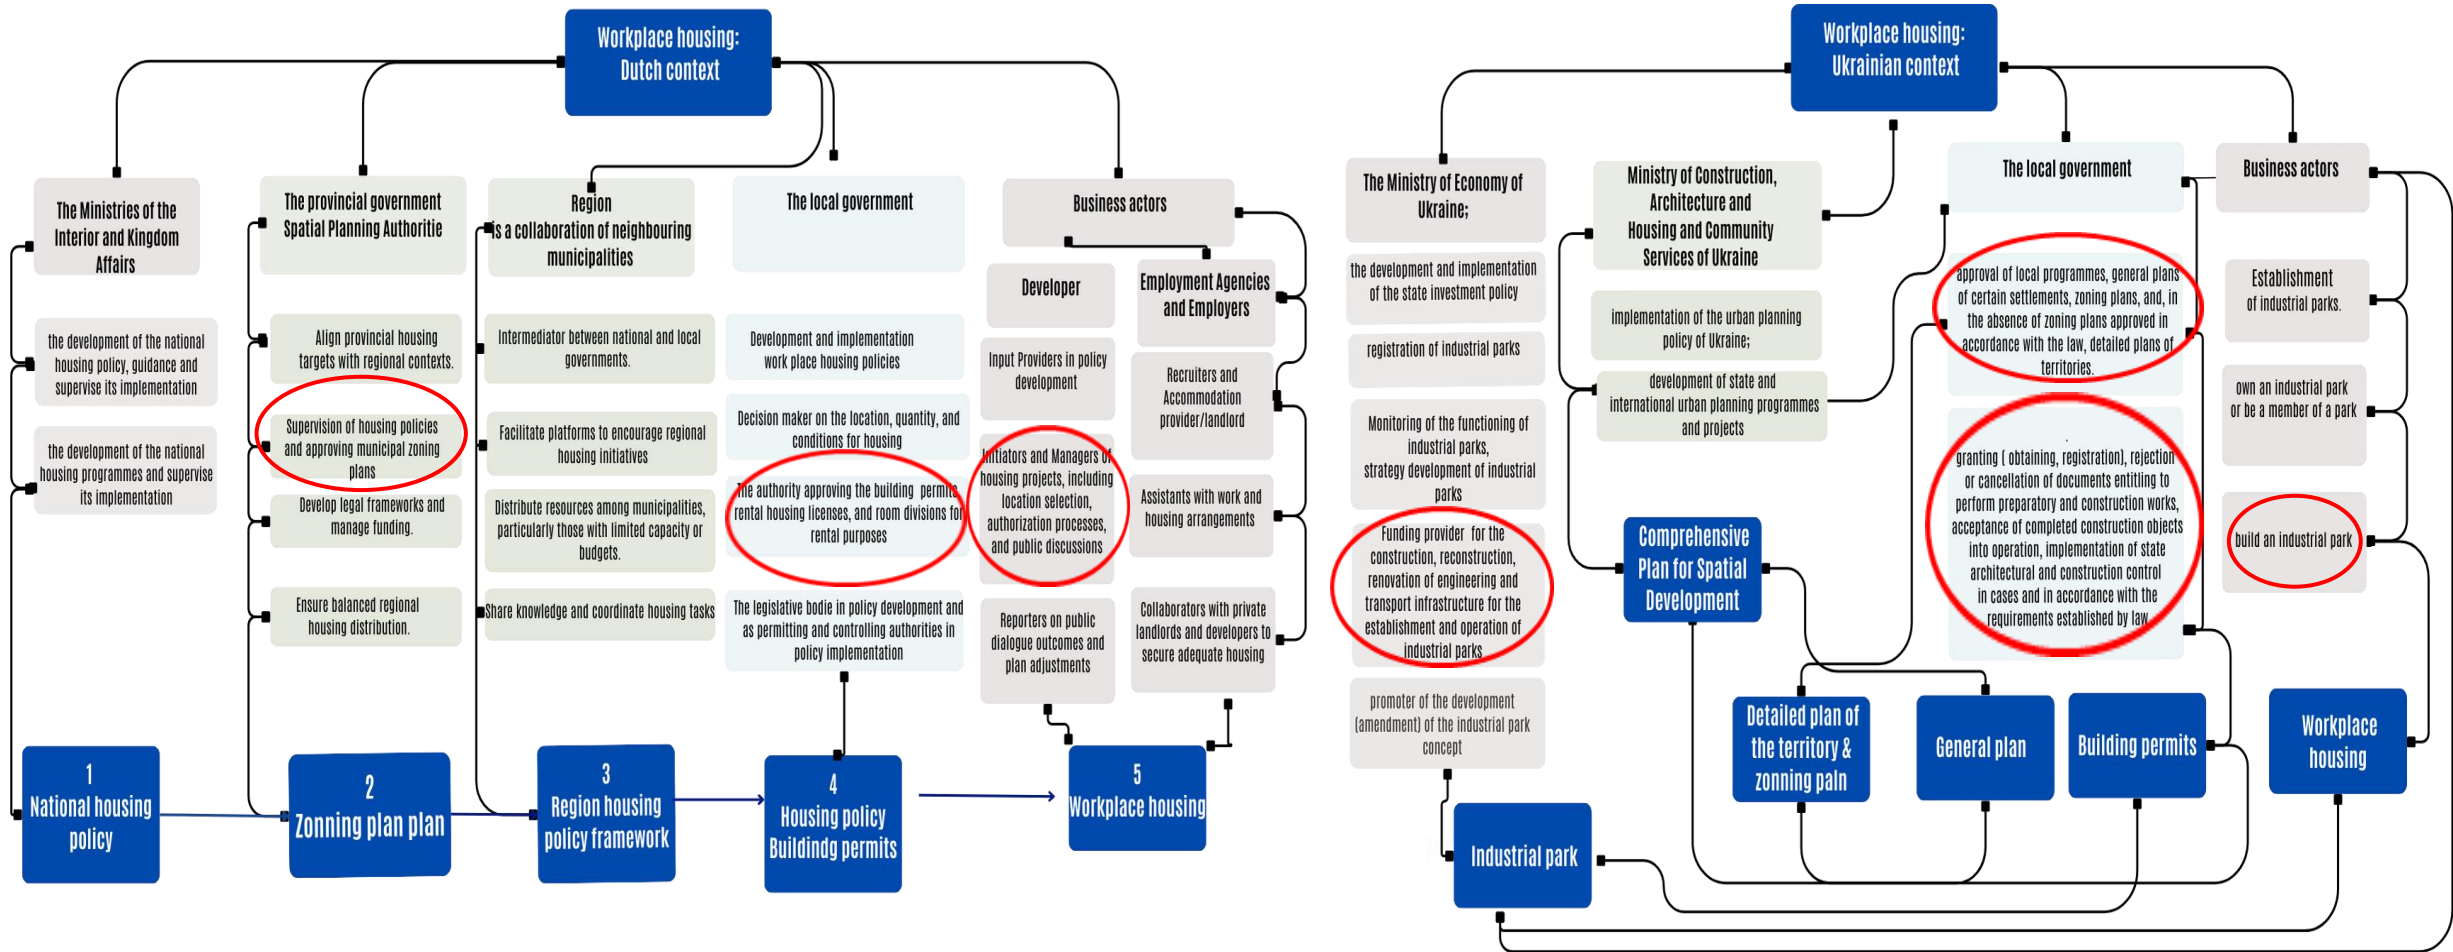 Workplace housing:
Dutch context
The Ministries of the
Interior and Kingdom
Affairs
the development of the national
housing policy, guidance and
supervise its implementation
the development of the national
housing programmes and supervise
its implementation
1
National housing
policy
The provincial government
Spatial Planning Authoritie
Align provincial housing
targets with regional contexts.
Supervision of housing policies
and approving municipal zoning
plans
Develop legal frameworks and
manage funding.
Ensure balanced regional
housing distribution.
2
Zonning plan plan
Region
is a collaboration of neighbouring
municipalities
Intermediator between national and local
governments.
Facilitate platforms to encourage regional
housing initiatives
Distribute resources among municipalities,
particularly those with limited capacity or
budgets.
Share knowledge and coordinate housing tasks
3
Region housing
policy framework
The local government
Development and implementation
work place housing policies
Decision maker on the location, quantity, and
conditions for housing
The authority approving the building permits,
rental housing licenses, and room divisions for
rental purposes
The legislative bodie in policy development and
as permitting and controlling authorities in
policy implementation
4
Housing policy
Buildindg permits
Business actors
Developer
Input Providers in policy
development
Initiators and Managers of
housing projects, including
location selection,
authorization processes,
and public discussions
Reporters on public
dialogue outcomes and
plan adjustments
Employment Agencies
and Employers
Recruiters and
Accommodation
provider/landlord
Assistants with work and
housing arrangements
Collaborators with private
landlords and developers to
secure adequate housing
5
Workplace housing
Workplace housing:
Ukrainian context
The Ministry of Economy of
Ukraine;
the development and implementation
of the state investment policy
registration of industrial parks
Monitoring of the functioning of
industrial parks,
strategy development of industrial
parks
Funding provider for the
construction, reconstruction,
renovation of engineering and
transport infrastructure for the
establishment and operation of
industrial parks
promoter of the development
(amendment) of the industrial park
concept
Industrial park
Ministry of Construction,
Architecture and
Housing and Community
Services of Ukraine
implementation of the urban planning
policy of Ukraine;
development of state and
international urban planning programmes
and projects
Comprehensive
Plan for Spatial
Development
The local government
approval of local programmes, general plans
of certain settlements, zoning plans, and, in
the absence of zoning plans approved in
accordance with the law, detailed plans of
territories.
.
granting ( obtaining, registration), rejection
or cancellation of documents entitling to
perform preparatory and construction works,
acceptance of completed construction objects
into operation, implementation of state
architectural and construction control
in cases and in accordance with the
requirements established by law
Detailed plan of
the territory &
zonning paln
General plan
Building permits
Business actors
Establishment
of industrial parks.
own an industrial park
or be a member of a park
build an industrial park
Workplace
housing